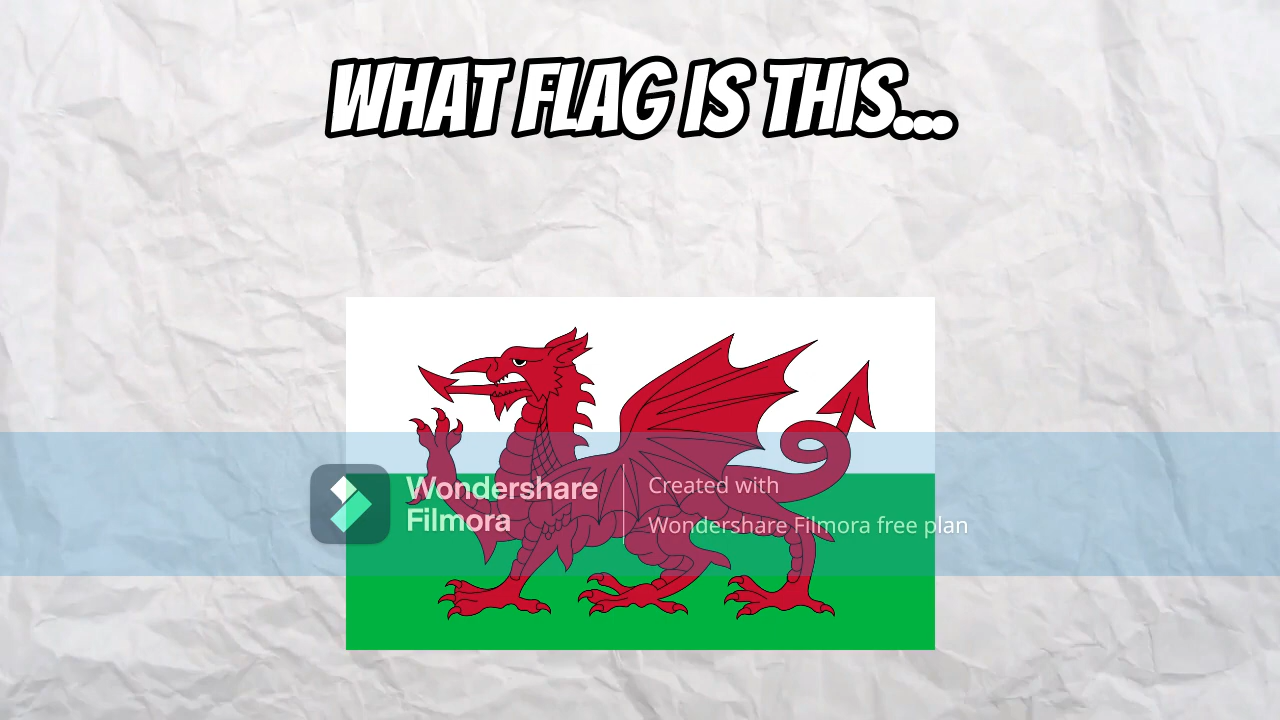 WHAT FLAG IS THIS...
Wondershare
Filmora
Created with
Wondershare Filmora free plan